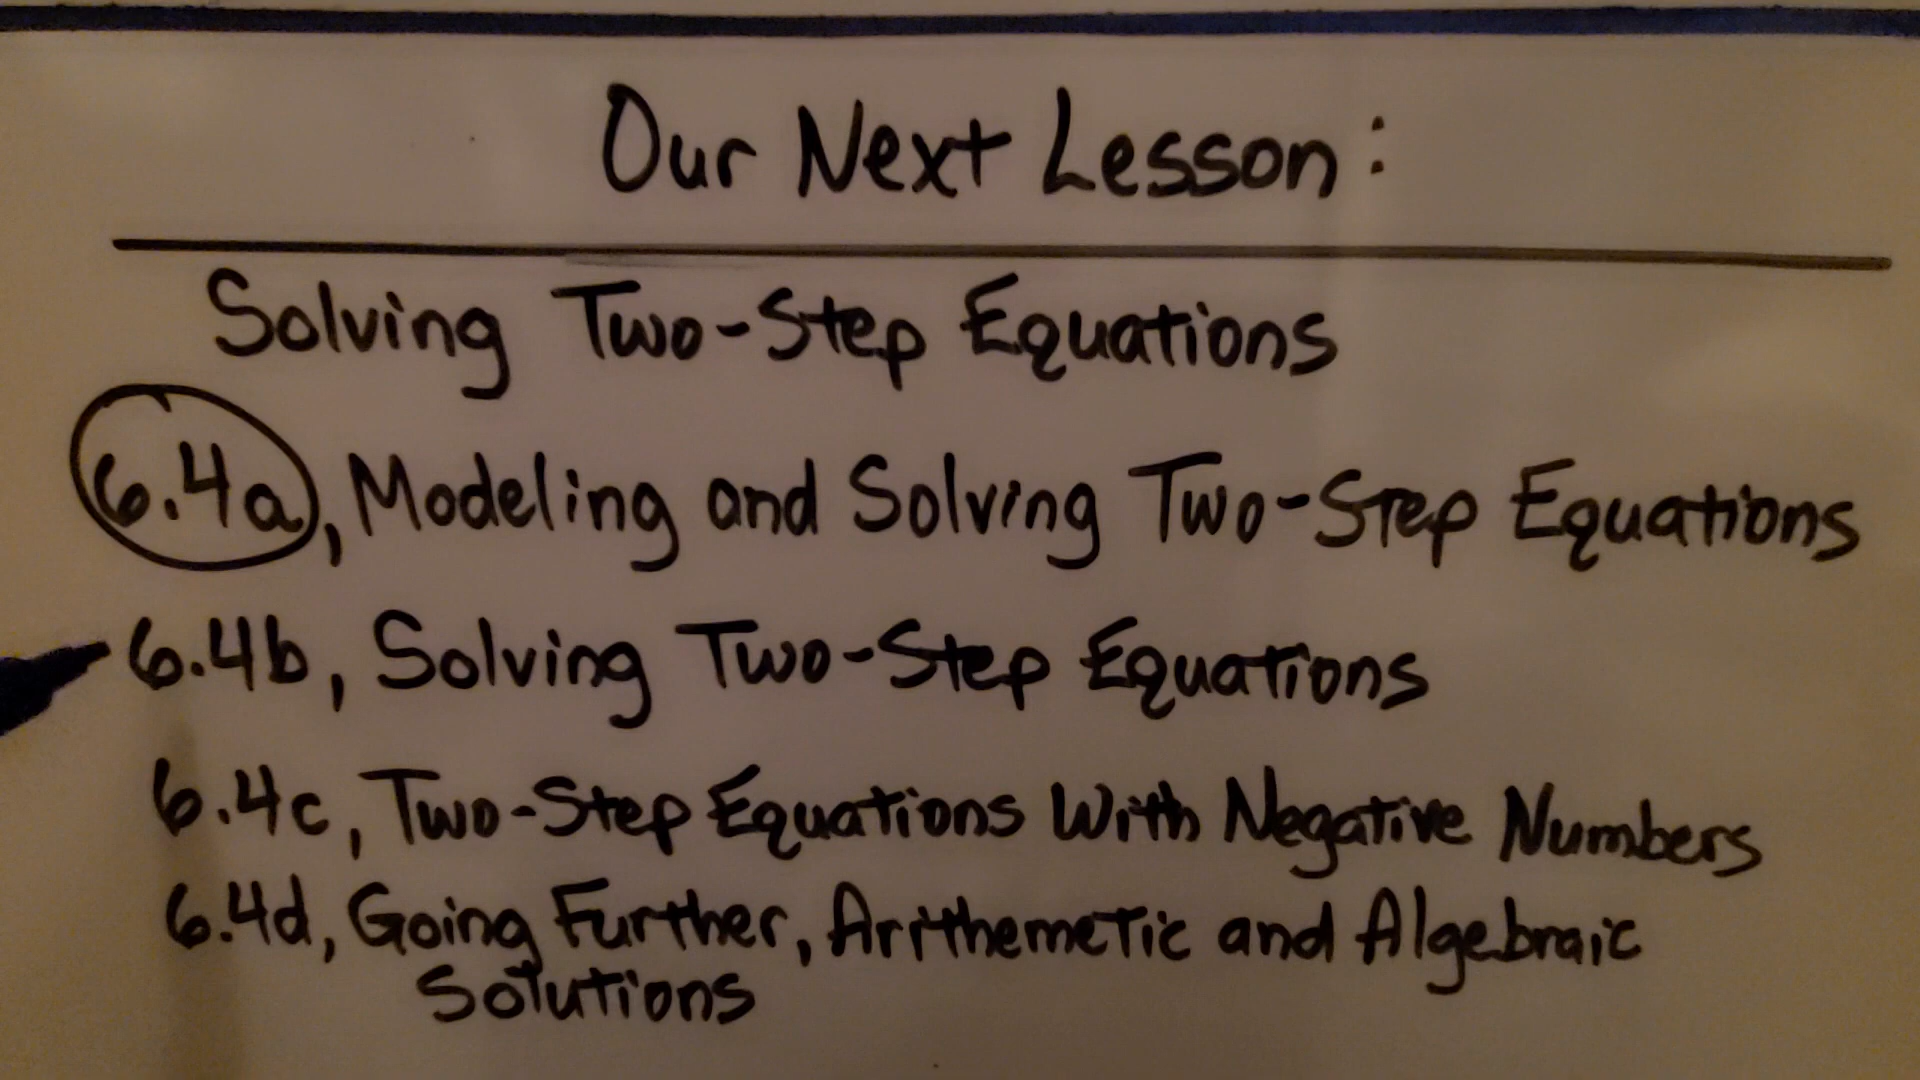 Our Next Lesson:
Solving Two-Step Equations
6.4a, Modeling and Solving Two-Step Equations
6.4b, Solving Two-Step Equations
6.4c, Two-Step Equations With Negative Numbers
6.4d, Going Further, Arithemetic and Algebraic
Solutions